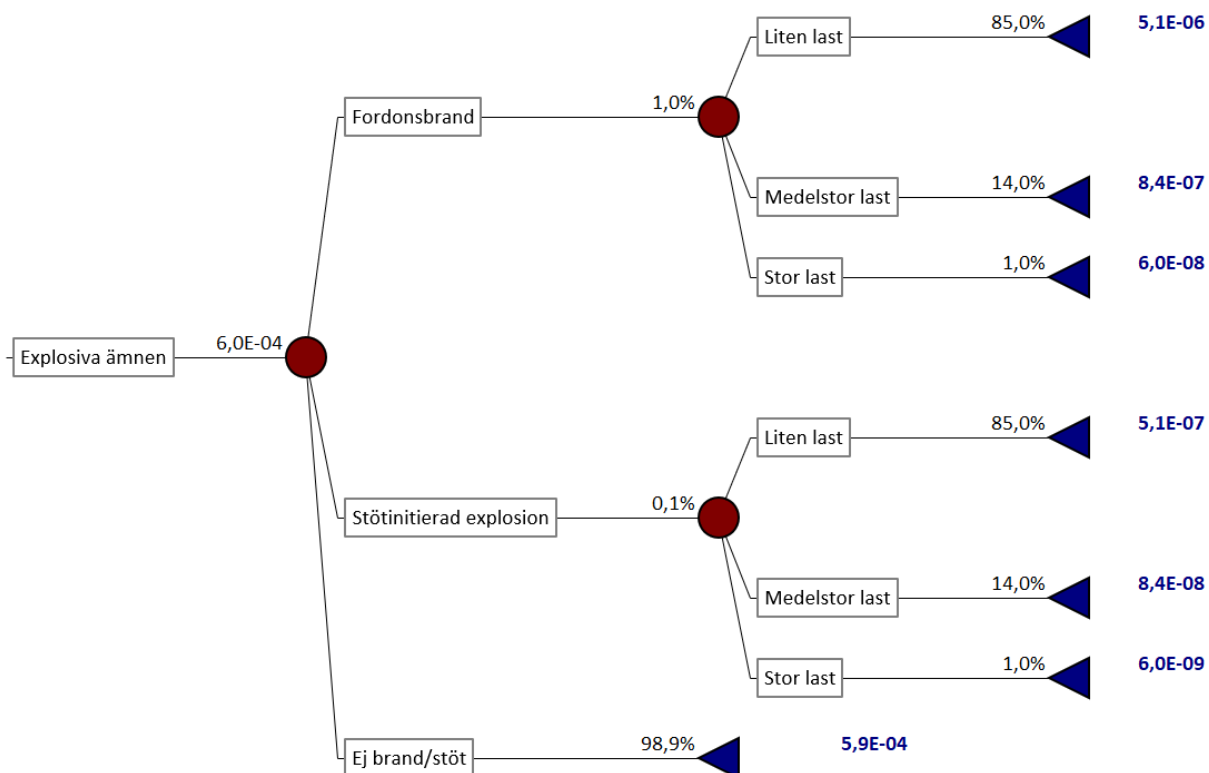 Liten last 85,0% 5,1E-06
Fordonsbrand 1,0%
Medelstor last 14,0% 8,4E-07
Stor last 1,0% 6,0E-08
Explosiva ämnen 6,0E-04
Liten last 85,0% 5,1E-07
Stötinitierad explosion 0,1%
Medelstor last 14,0% 8,4E-08
Stor last 1,0% 6,0E-09
Ej brand/stöt 98,9% 5,9E-04